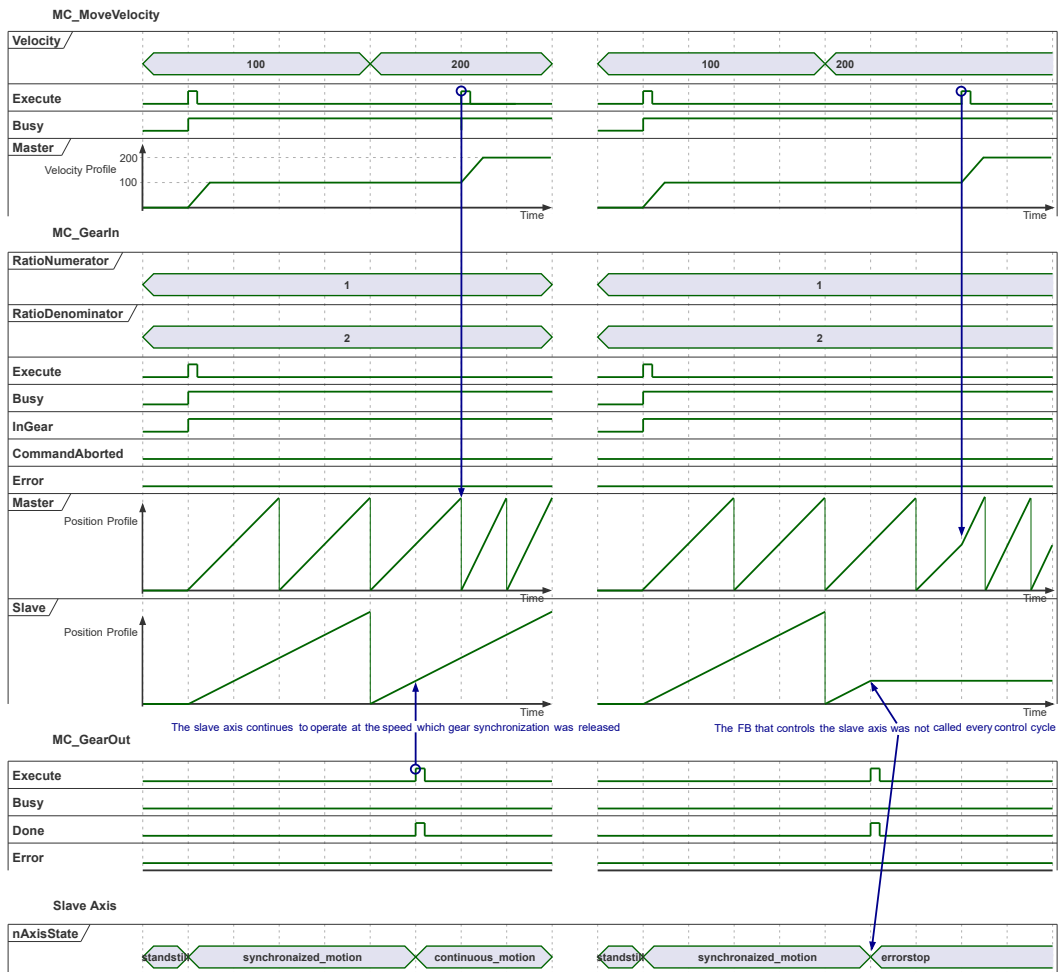 MC_MoveVelocity
Velocity
100
200
100
200
Execute
Busy
Master
Velocity Profile
200
100
Time
Time
MC_GearIn
RatioNumerator
1
1
RatioDenominator
2
2
Execute
Busy
InGear
CommandAborted
Error
Master
Position Profile
Time
Time
Slave
Position Profile
Time
Time
The slave axis continues to operate at the speed which gear synchronization was released
The FB that controls the slave axis was not called every control cycle
MC_GearOut
Execute
Busy
Done
Error
Slave Axis
nAxisState
standstill
synchronaized_motion
continuous_motion
standstill
synchronaized_motion
errorstop